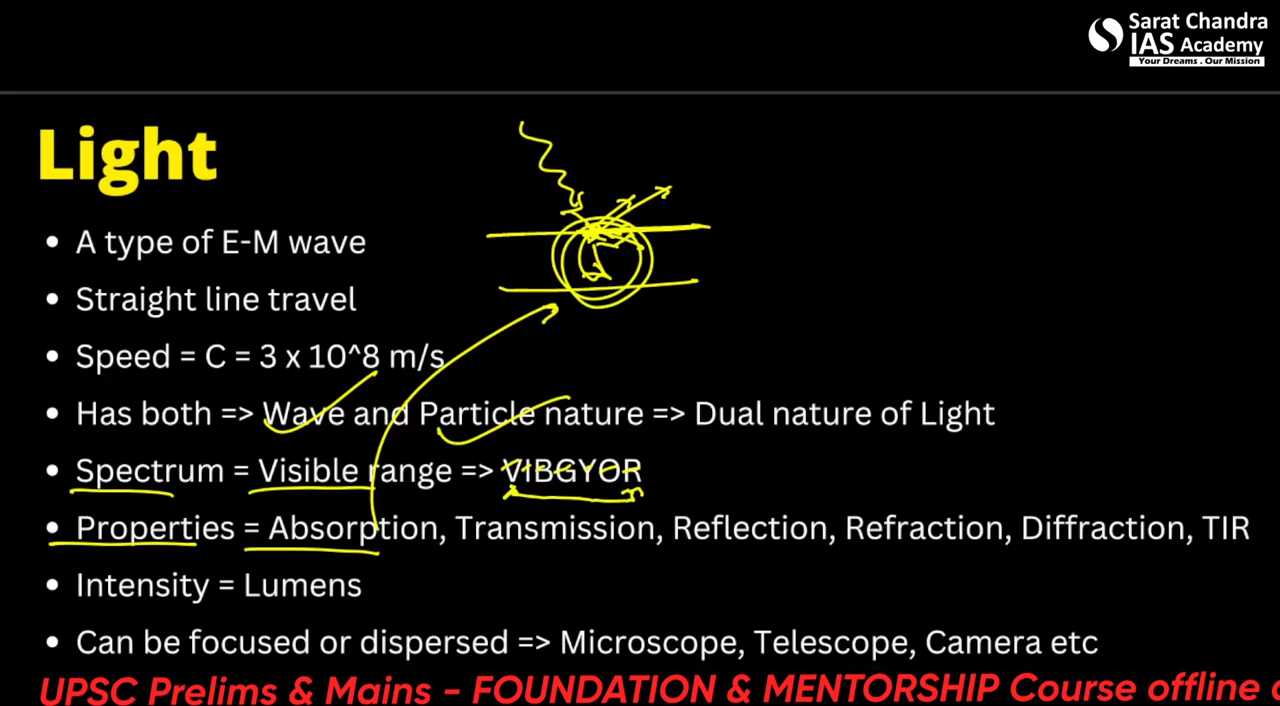 Sarat Chandra
IAS Academy
Your Dreams . Our Mission
Light
• A type of E-M wave
• Straight line travel
• Speed = C = 3 x 10^8 m/s
• Has both => Wave and Particle nature => Dual nature of Light
• Spectrum = Visible range => VIBGYOR
• Properties = Absorption, Transmission, Reflection, Refraction, Diffraction, TIR
• Intensity = Lumens
• Can be focused or dispersed => Microscope, Telescope, Camera etc
UPSC Prelims & Mains - FOUNDATION & MENTORSHIP Course offline